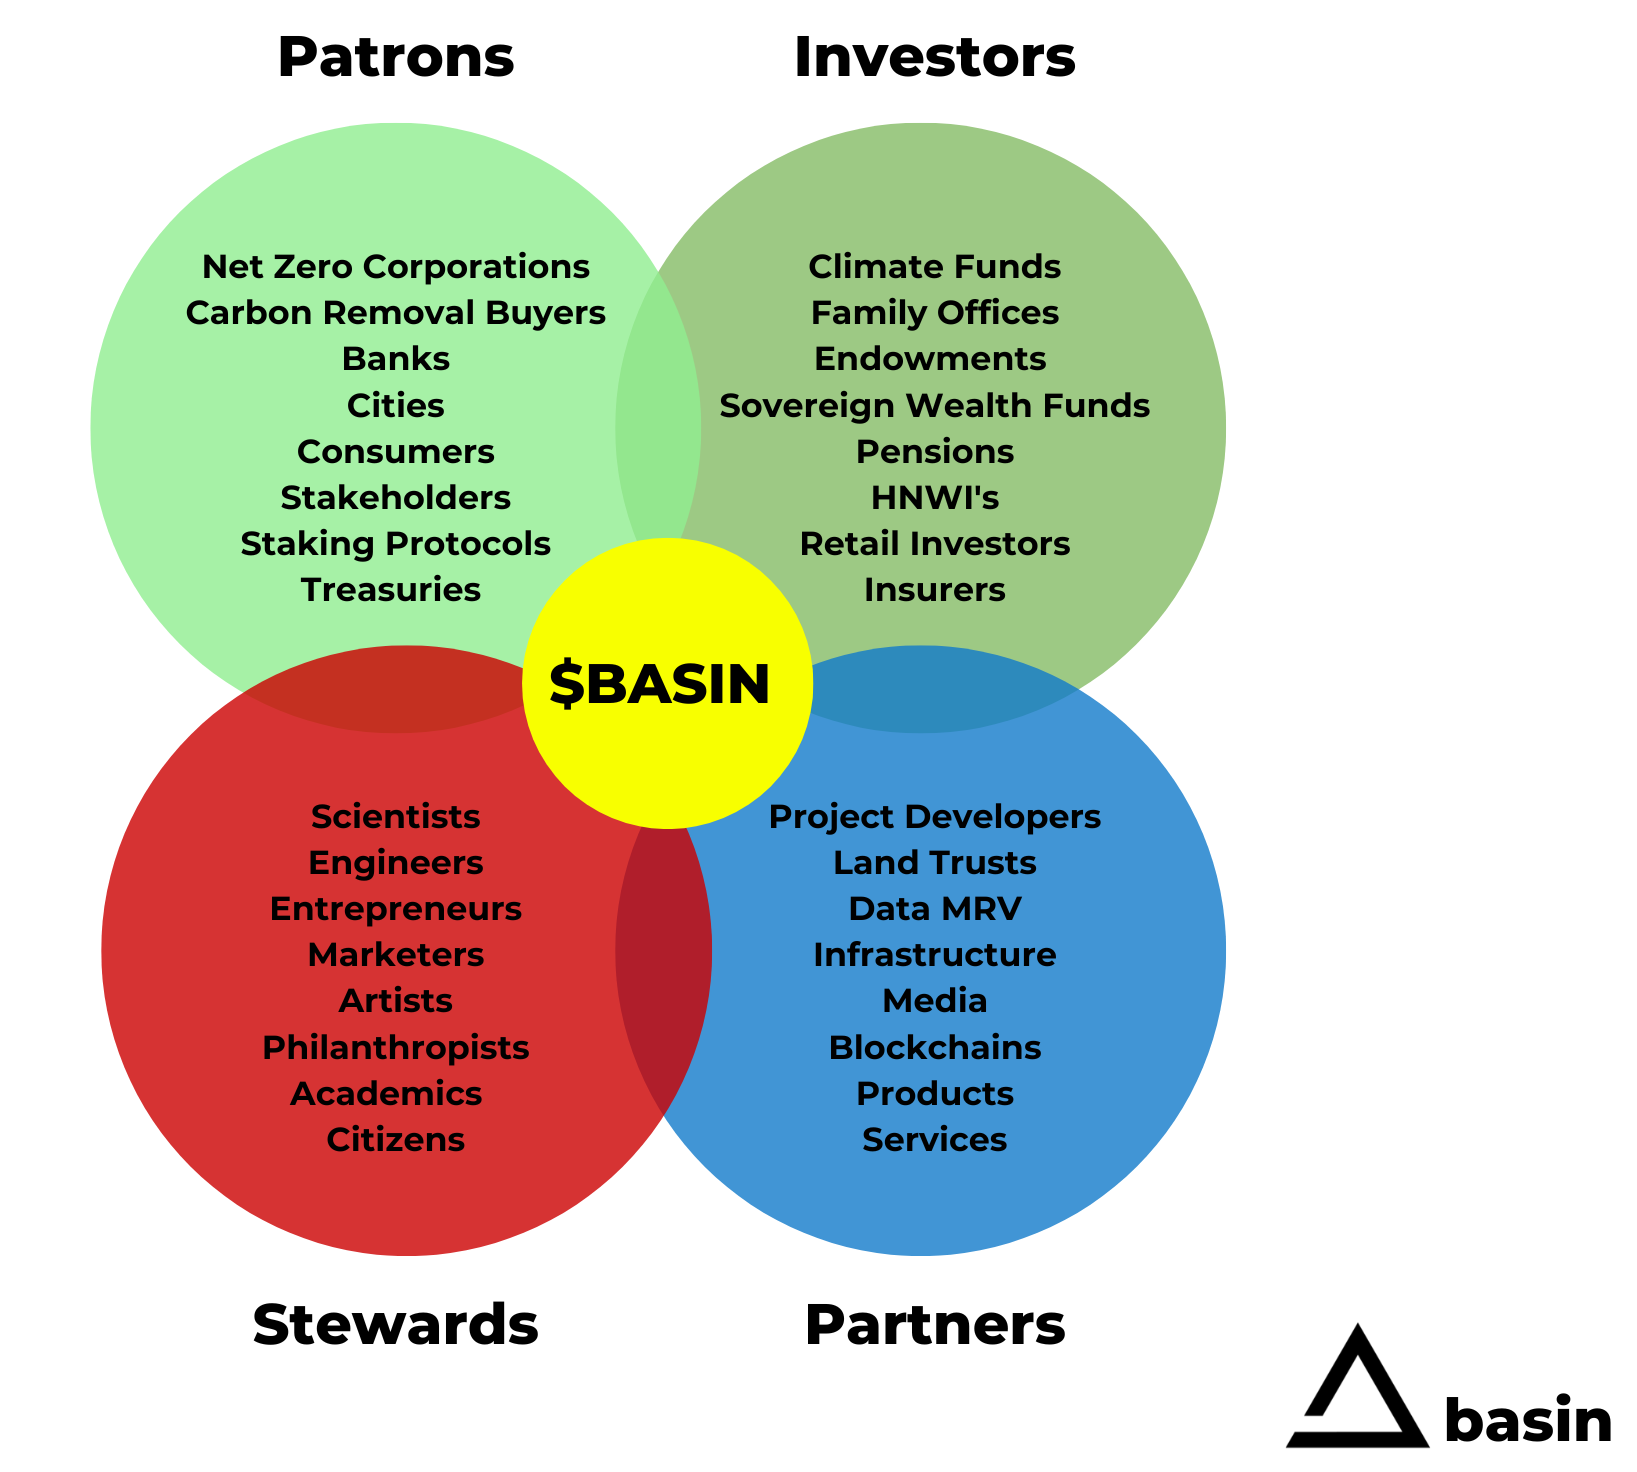 Patrons
Net Zero Corporations
Carbon Removal Buyers
Banks
Cities
Consumers
Stakeholders
Staking Protocols
Treasuries
Investors
Climate Funds
Family Offices
Endowments
Sovereign Wealth Funds
Pensions
HNWI's
Retail Investors
Insurers
$BASIN
Scientists
Engineers
Entrepreneurs
Marketers
Artists
Philanthropists
Academics
Citizens
Stewards
Project Developers
Land Trusts
Data MRV
Infrastructure
Media
Blockchains
Products
Services
Partners
basin